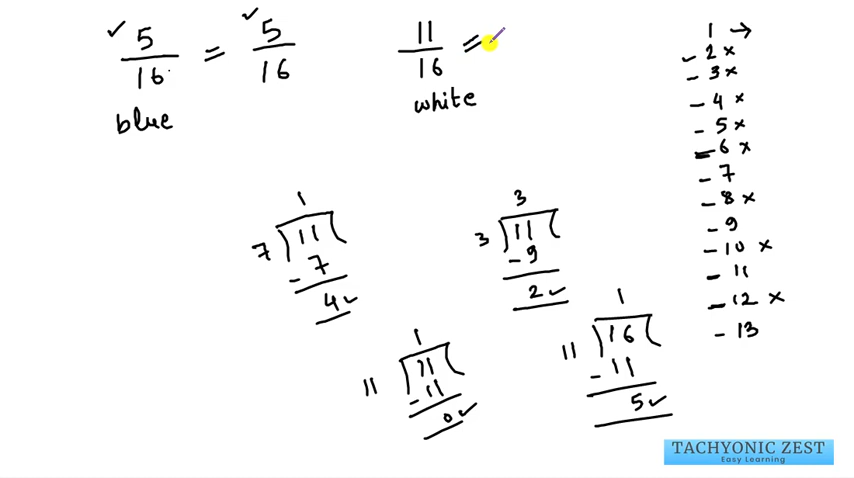 5/16 = 5/16
blue
11/16 =
white
1 →
- 2 ×
- 3 ×
- 4 ×
- 5 ×
- 6 ×
- 7
- 8 ×
- 9
- 10 ×
- 11
- 12 ×
- 13
1
7) 11 (
- 7
4 ✓
3
3) 11 (
- 9
2 ✓
1
11) 11 (
- 11
0 ✓
1
11) 16 (
- 11
5 ✓
TACHYONIC ZEST
Easy Learning